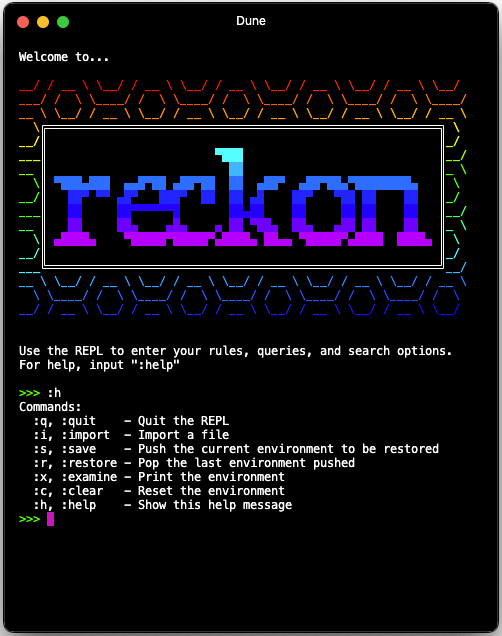 Dune
Welcome to...
reckon
Use the REPL to enter your rules, queries, and search options.
For help, input ":help"
>>> :h
Commands:
  :q, :quit    – Quit the REPL
  :i, :import  – Import a file
  :s, :save    – Push the current environment to be restored
  :r, :restore – Pop the last environment pushed
  :x, :examine – Print the environment
  :c, :clear   – Reset the environment
  :h, :help    – Show this help message
>>>